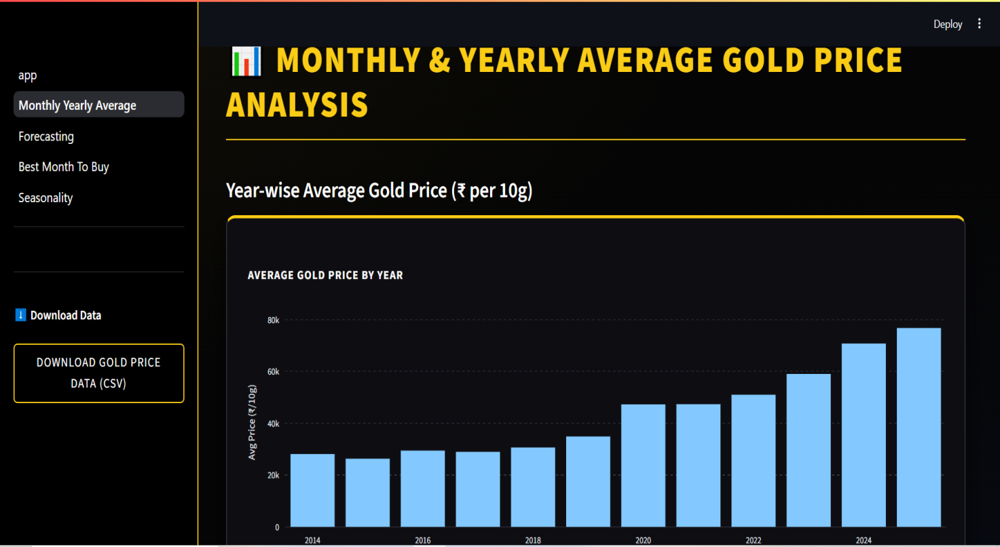 Deploy
app
Monthly Yearly Average
Forecasting
Best Month To Buy
Seasonality
Download Data
DOWNLOAD GOLD PRICE
DATA (CSV)
MONTHLY & YEARLY AVERAGE GOLD PRICE
ANALYSIS
Year-wise Average Gold Price (₹ per 10g)
AVERAGE GOLD PRICE BY YEAR
Avg Price (₹/10g)
80k
60k
40k
20k
0
2014 2016 2018 2020 2022 2024